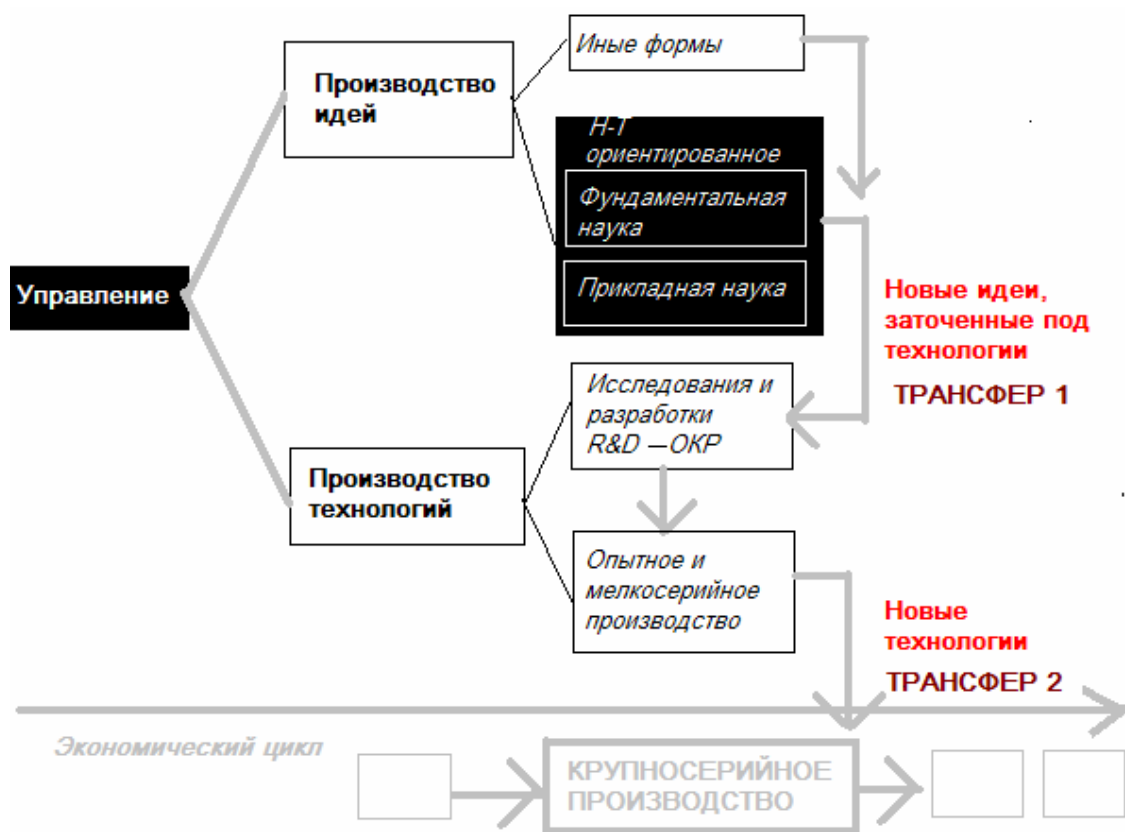 Иные формы
Производство
идей
Н-Т
ориентированное
Фундаментальная
наука
Прикладная наука
Управление
Новые идеи,
заточенные под
технологии
ТРАНСФЕР 1
Исследования и
разработки
R&D —ОКР
Производство
технологий
Опытное и
мелкосерийное
производство
Новые
технологии
ТРАНСФЕР 2
Экономический цикл
КРУПНОСЕРИЙНОЕ
ПРОИЗВОДСТВО